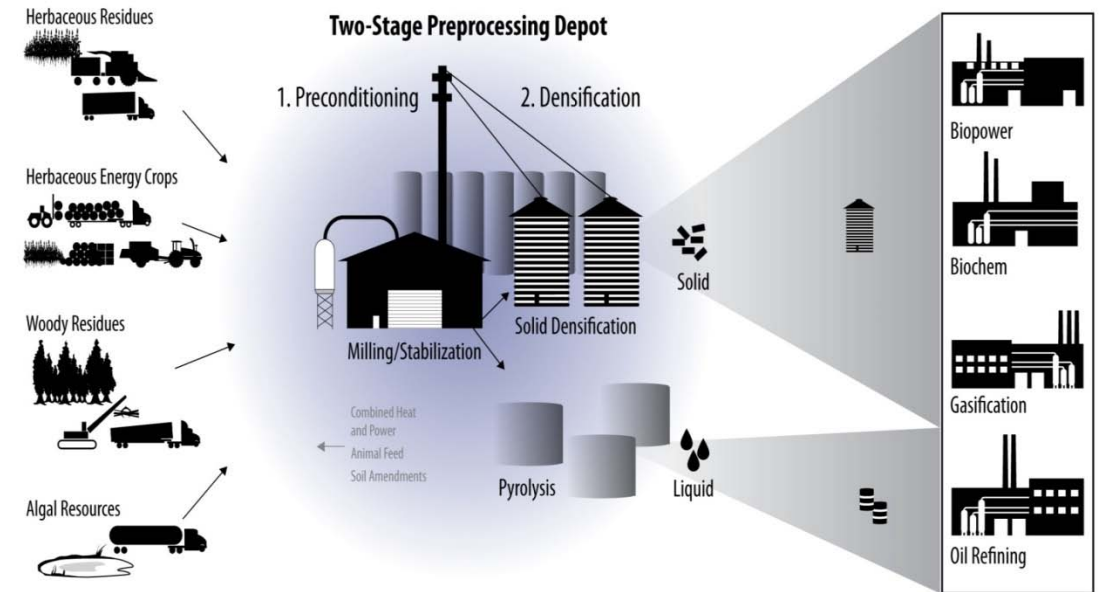 Two-Stage Preprocessing Depot
Herbaceous Residues
Herbaceous Energy Crops
Woody Residues
Algal Resources
1. Preconditioning
2. Densification
Milling/Stabilization
Solid Densification
Combined Heat
and Power
Animal Feed
Soil Amendments
Pyrolysis
Solid
Liquid
Biopower
Biochem
Gasification
Oil Refining